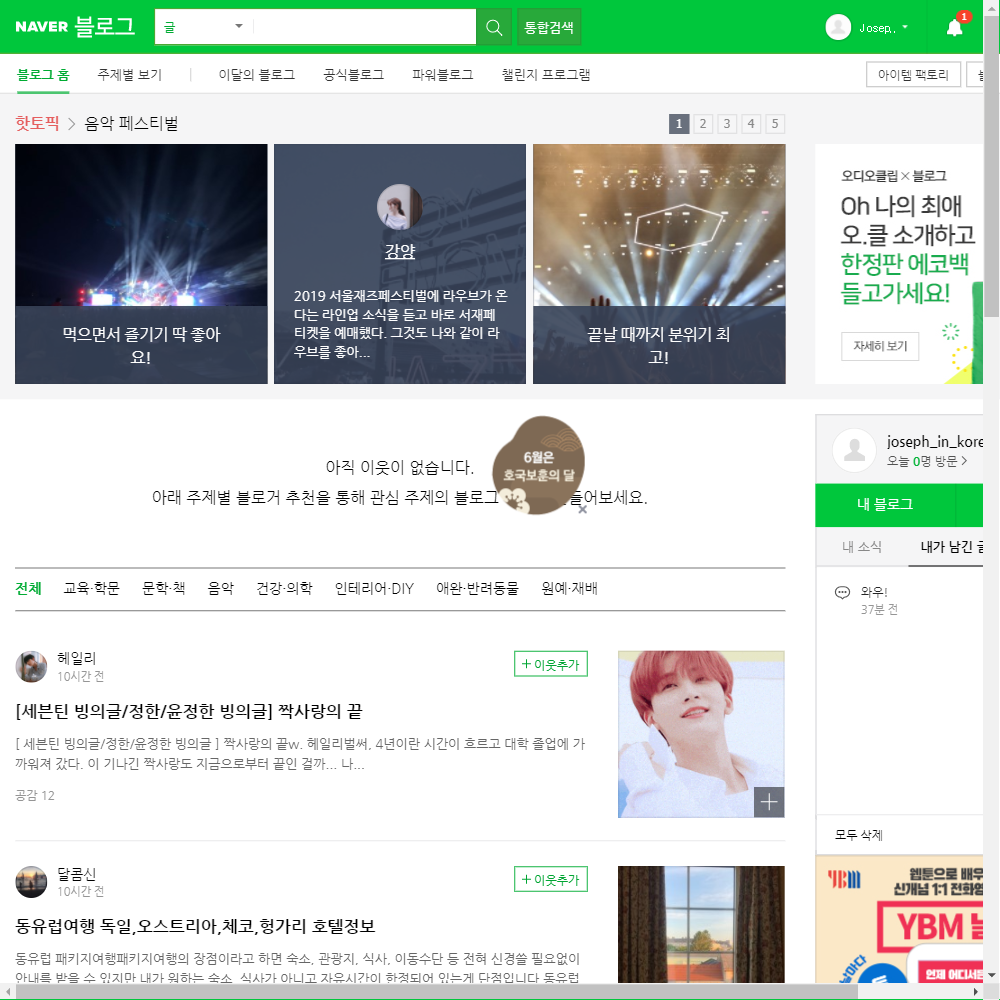 NAVER 블로그
글
통합검색
Josep..
1
블로그 홈 주제별 보기 이달의 블로그 공식블로그 파워블로그 챌린지 프로그램
아이템 팩토리
핫토픽 > 음악 페스티벌
1 2 3 4 5
먹으면서 즐기기 딱 좋아
요!
강양
2019 서울재즈페스티벌에 라우브가 온
다는 라인업 소식을 듣고 바로 서재페
티켓을 예매했다. 그것도 나와 같이 라
우브를 좋아...
끝날 때까지 분위기 최
고!
오디오클립 × 블로그
Oh 나의 최애
오.클 소개하고
한정판 에코백
들고가세요!
자세히 보기
아직 이웃이 없습니다.
아래 주제별 블로거 추천을 통해 관심 주제의 블로그 들어보세요.
6월은
호국보훈의 달
joseph_in_kore
오늘 0명 방문 >
내 블로그
내 소식 내가 남긴 글
와우!
37분 전
모두 삭제
전체 교육·학문 문학·책 음악 건강·의학 인테리어·DIY 애완·반려동물 원예·재배
헤일리
10시간 전
+ 이웃추가
[세븐틴 빙의글/정한/윤정한 빙의글] 짝사랑의 끝
[ 세븐틴 빙의글/정한/윤정한 빙의글 ] 짝사랑의 끝w. 헤일리벌써, 4년이란 시간이 흐르고 대학 졸업에 가
까워져 갔다. 이 기나긴 짝사랑도 지금으로부터 끝인 걸까... 나...
공감 12
달콤신
10시간 전
+ 이웃추가
동유럽여행 독일,오스트리아,체코,헝가리 호텔정보
동유럽 패키지여행패키지여행의 장점이라고 하면 숙소, 관광지, 식사, 이동수단 등 전혀 신경쓸 필요없이
안내를 받을 수 있지만 내가 원하는 숙소, 식사가 아니고 자유시간이 한정되어 있는게 단점입니다.동유럽
YBM
웹툰으로 배우
신개념 1:1 전화영
YBM
언제 어디서든